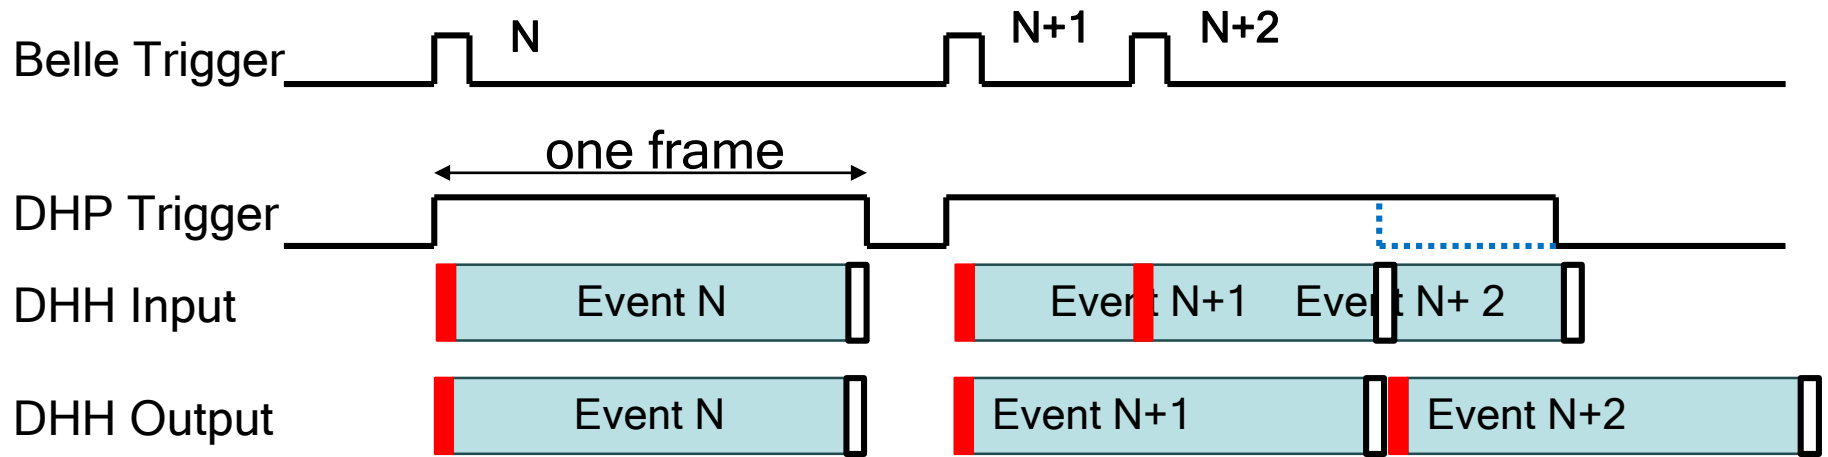 Belle Trigger N N+1 N+2
one frame
DHP Trigger
DHH Input Event N Event N+1 Event N+ 2
DHH Output Event N Event N+1 Event N+2